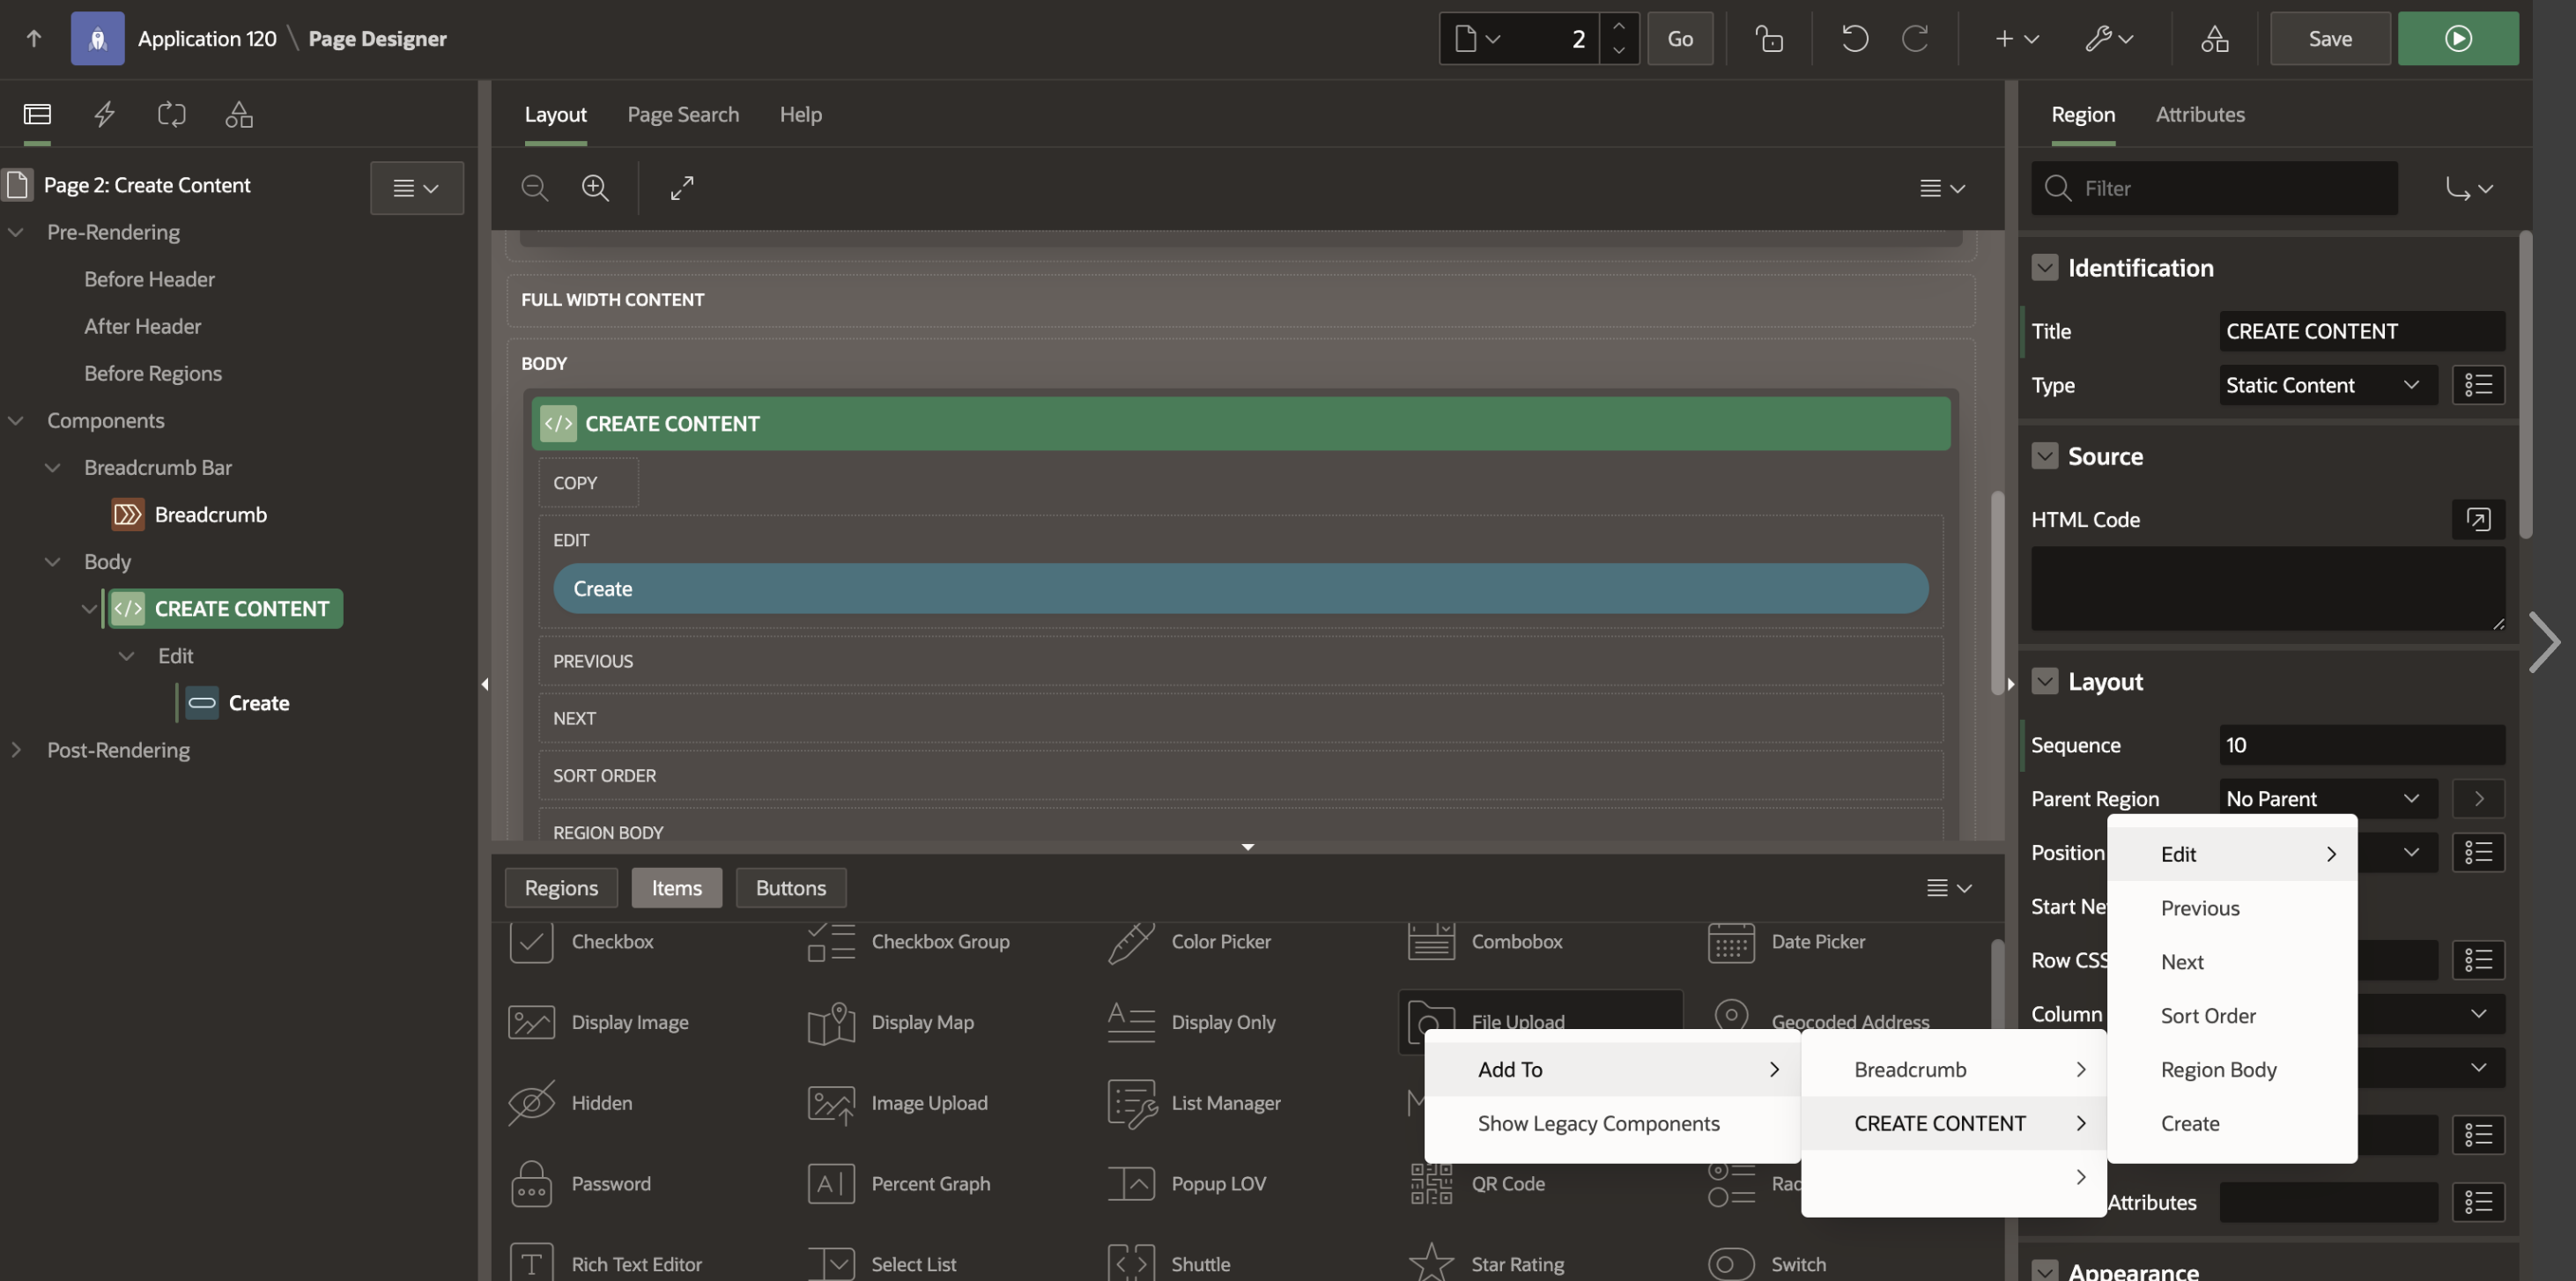 Application 120 \ Page Designer
2
Go
Save
Layout
Page Search
Help
Region
Attributes
Page 2: Create Content
Filter
Pre-Rendering
Before Header
After Header
Before Regions
Components
Breadcrumb Bar
Breadcrumb
Body
</> CREATE CONTENT
Edit
Create
Post-Rendering
FULL WIDTH CONTENT
BODY
</> CREATE CONTENT
COPY
EDIT
Create
PREVIOUS
NEXT
SORT ORDER
REGION BODY
Regions
Items
Buttons
Checkbox
Checkbox Group
Color Picker
Combobox
Date Picker
Display Image
Display Map
Display Only
File Upload
Geocoded Address
Hidden
Image Upload
List Manager
Password
Percent Graph
Popup LOV
QR Code
Rich Text Editor
Select List
Shuttle
Star Rating
Switch
Add To
Show Legacy Components
Breadcrumb
CREATE CONTENT
Edit
Previous
Next
Sort Order
Region Body
Create
Identification
Title
CREATE CONTENT
Type
Static Content
Source
HTML Code
Layout
Sequence
10
Parent Region
No Parent
Position
Row CSS
Column
Attributes
Appearance